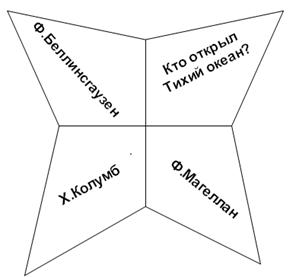 Ф.Беллинсгаузен
Кто открыл
Тихий океан?
Х.Колумб
Ф.Магеллан